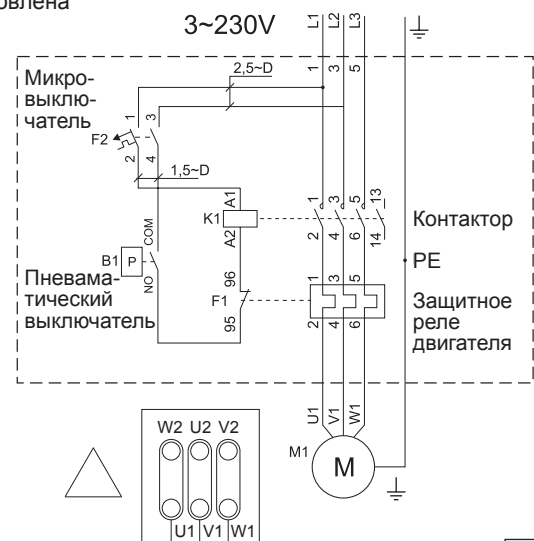 овлена
3~230V
L1 L2 L3
1 3 5
Микро-
выклю-
чатель
2,5~D
1 3
F2
2 4
1,5~D
A1
K1
A2
1 3 5 13
2 4 6 14
Контактор
PE
COM
B1 P
NO
Пневама-
тический
выключатель
96
F1
95
1 3 5
2 4 6
Защитное
реле
двигателя
U1 V1 W1
M1
M
W2 U2 V2
U1 V1 W1